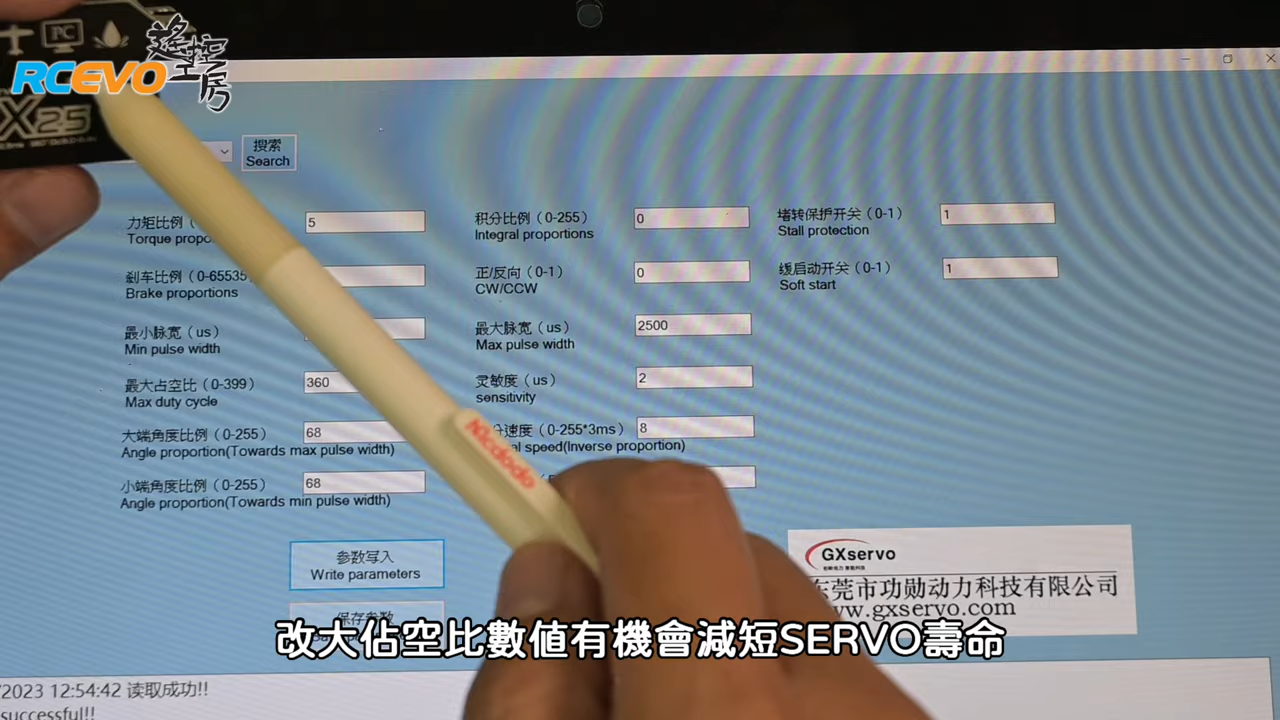 PC
RCEVO
遙控工房
X25
搜索
Search
力矩比例
Torque propo
5
积分比例（0-255）
Integral proportions
0
堵转保护开关（0-1）
Stall protection
1
刹车比例（0-65535
Brake proportions
正/反向（0-1）
CW/CCW
0
缓启动开关（0-1）
Soft start
1
最小脉宽（us）
Min pulse width
最大脉宽（us）
Max pulse width
2500
最大占空比（0-399）
Max duty cycle
360
灵敏度（us）
sensitivity
2
大端角度比例（0-255）
Angle proportion(Towards max pulse width)
68
分速度（0-255*3ms）
al speed(Inverse proportion)
8
小端角度比例（0-255）
Angle proportion(Towards min pulse width)
68
参数写入
Write parameters
保存参数
GXservo
东莞市功勋动力科技有限公司
www.gxservo.com
改大佔空比數值有機會減短SERVO壽命
/2023 12:54:42 读取成功!!
successful!!
Nicdodo